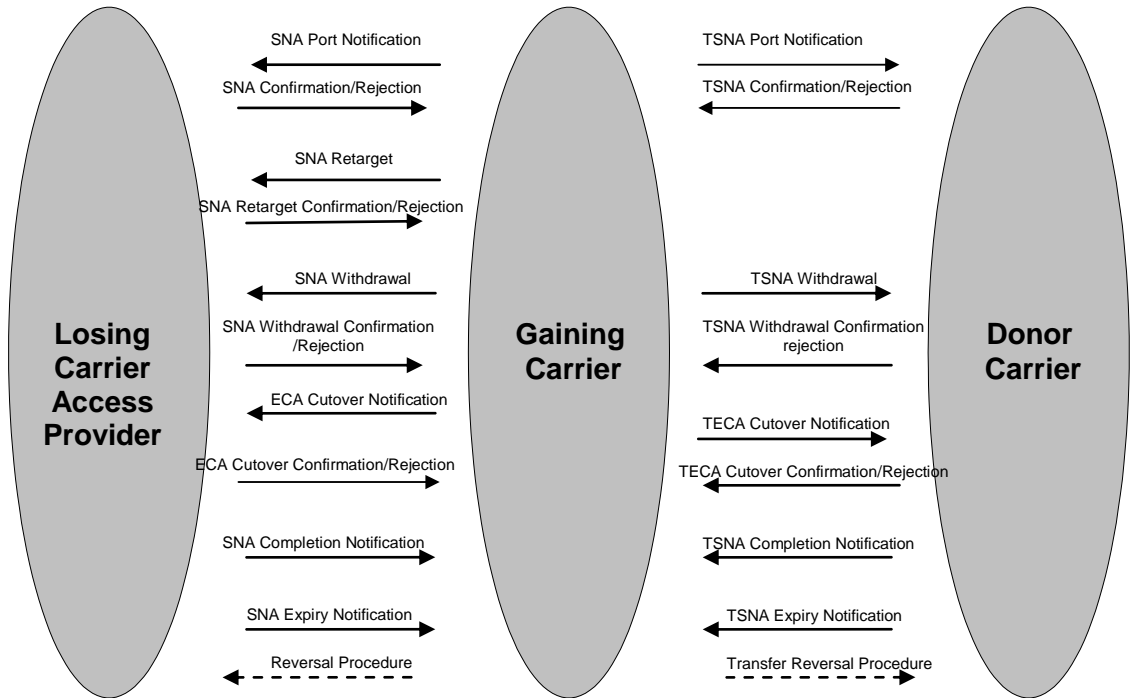 SNA Port Notification
TSNA Port Notification
SNA Confirmation/Rejection
TSNA Confirmation/Rejection
SNA Retarget
SNA Retarget Confirmation/Rejection
SNA Withdrawal
TSNA Withdrawal
SNA Withdrawal Confirmation
/Rejection
TSNA Withdrawal Confirmation
rejection
Losing
Carrier
Access
Provider
Gaining
Carrier
Donor
Carrier
ECA Cutover Notification
TECA Cutover Notification
ECA Cutover Confirmation/Rejection
TECA Cutover Confirmation/Rejection
SNA Completion Notification
TSNA Completion Notification
SNA Expiry Notification
TSNA Expiry Notification
Reversal Procedure
Transfer Reversal Procedure